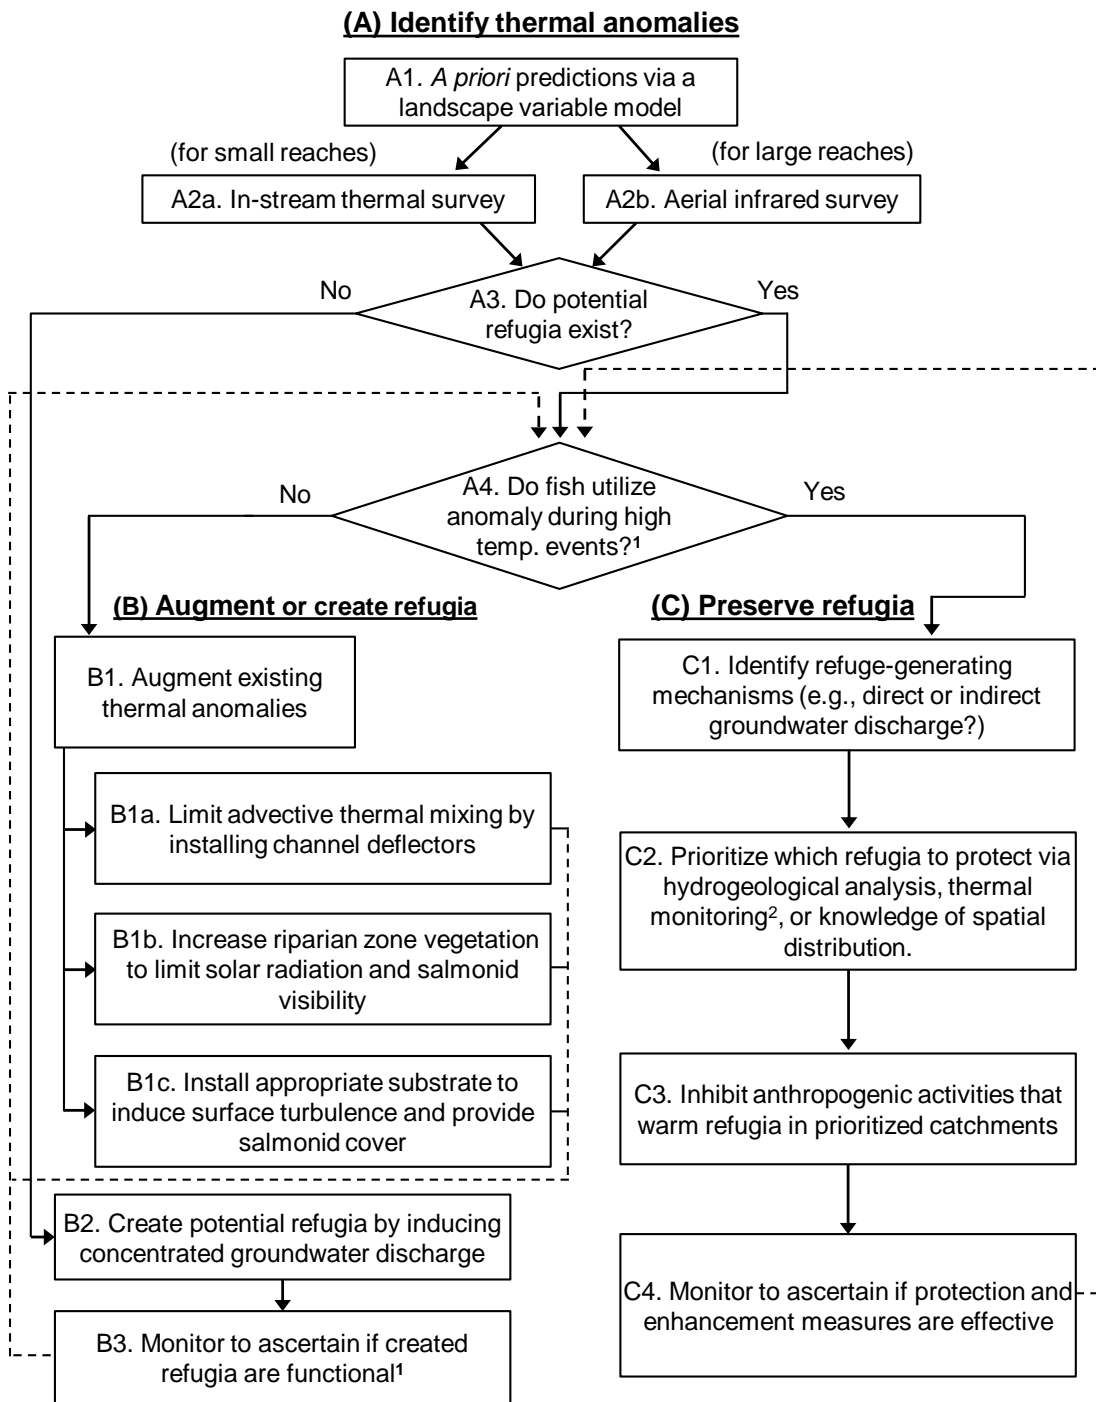 (A) Identify thermal anomalies
A1. A priori predictions via a
landscape variable model
(for small reaches)
(for large reaches)
A2a. In-stream thermal survey
A2b. Aerial infrared survey
No
Yes
A3. Do potential
refugia exist?
No
Yes
A4. Do fish utilize
anomaly during high
temp. events?¹
(B) Augment or create refugia
(C) Preserve refugia
B1. Augment existing
thermal anomalies
C1. Identify refuge-generating
mechanisms (e.g., direct or indirect
groundwater discharge?)
B1a. Limit advective thermal mixing by
installing channel deflectors
C2. Prioritize which refugia to protect via
hydrogeological analysis, thermal
monitoring², or knowledge of spatial
distribution.
B1b. Increase riparian zone vegetation
to limit solar radiation and salmonid
visibility
B1c. Install appropriate substrate to
induce surface turbulence and provide
salmonid cover
C3. Inhibit anthropogenic activities that
warm refugia in prioritized catchments
B2. Create potential refugia by inducing
concentrated groundwater discharge
C4. Monitor to ascertain if protection and
enhancement measures are effective
B3. Monitor to ascertain if created
refugia are functional¹